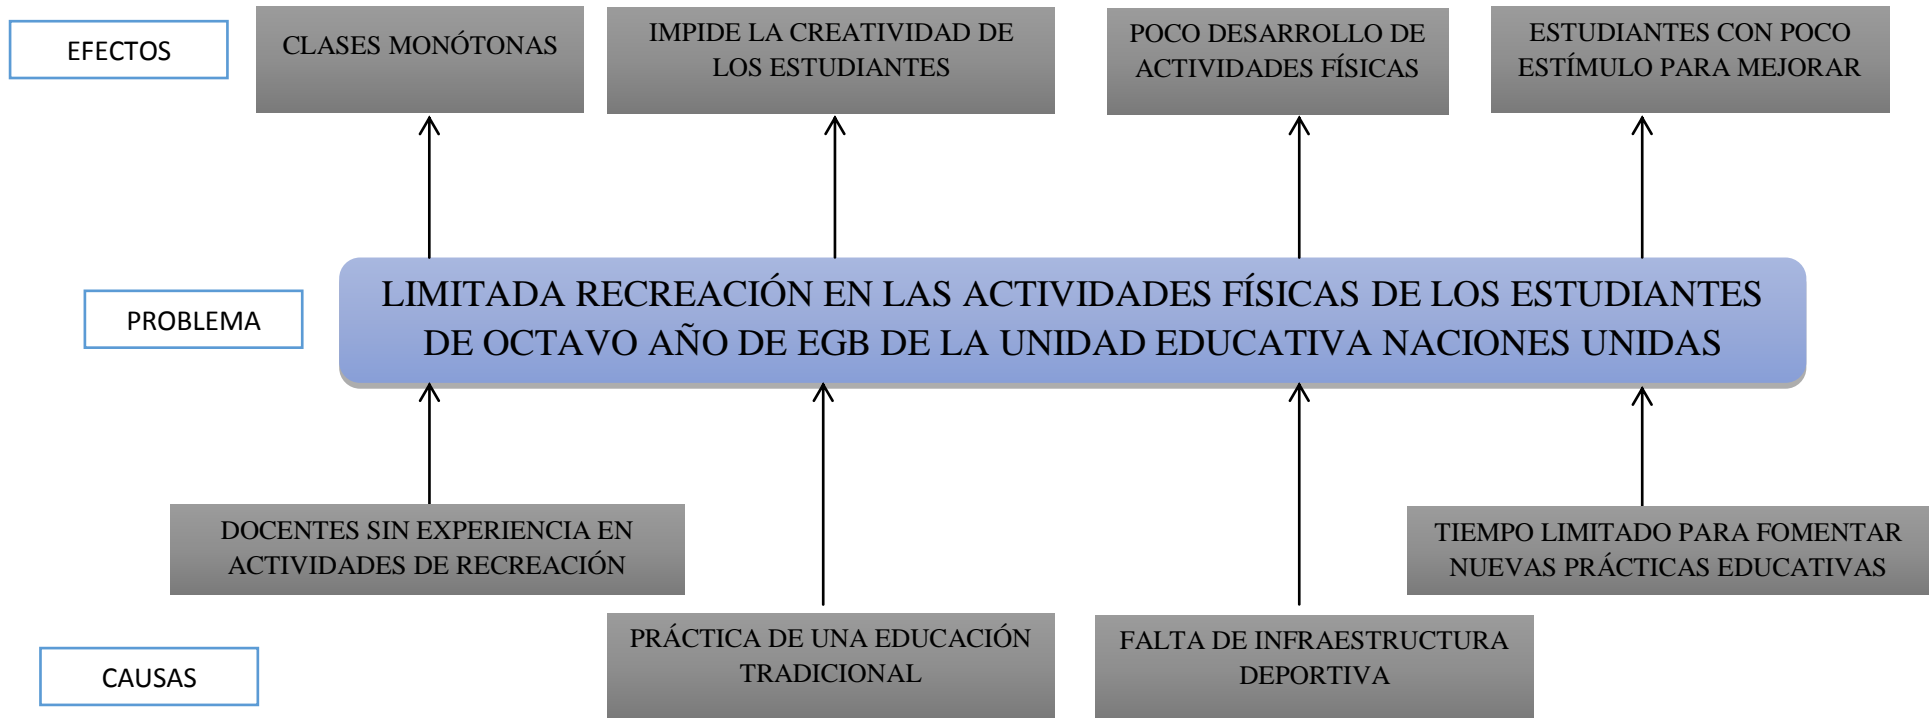 EFECTOS
CLASES MONÓTONAS
IMPIDE LA CREATIVIDAD DE
LOS ESTUDIANTES
POCO DESARROLLO DE
ACTIVIDADES FÍSICAS
ESTUDIANTES CON POCO
ESTÍMULO PARA MEJORAR
PROBLEMA
LIMITADA RECREACIÓN EN LAS ACTIVIDADES FÍSICAS DE LOS ESTUDIANTES
DE OCTAVO AÑO DE EGB DE LA UNIDAD EDUCATIVA NACIONES UNIDAS
DOCENTES SIN EXPERIENCIA EN
ACTIVIDADES DE RECREACIÓN
TIEMPO LIMITADO PARA FOMENTAR
NUEVAS PRÁCTICAS EDUCATIVAS
PRÁCTICA DE UNA EDUCACIÓN
TRADICIONAL
FALTA DE INFRAESTRUCTURA
DEPORTIVA
CAUSAS